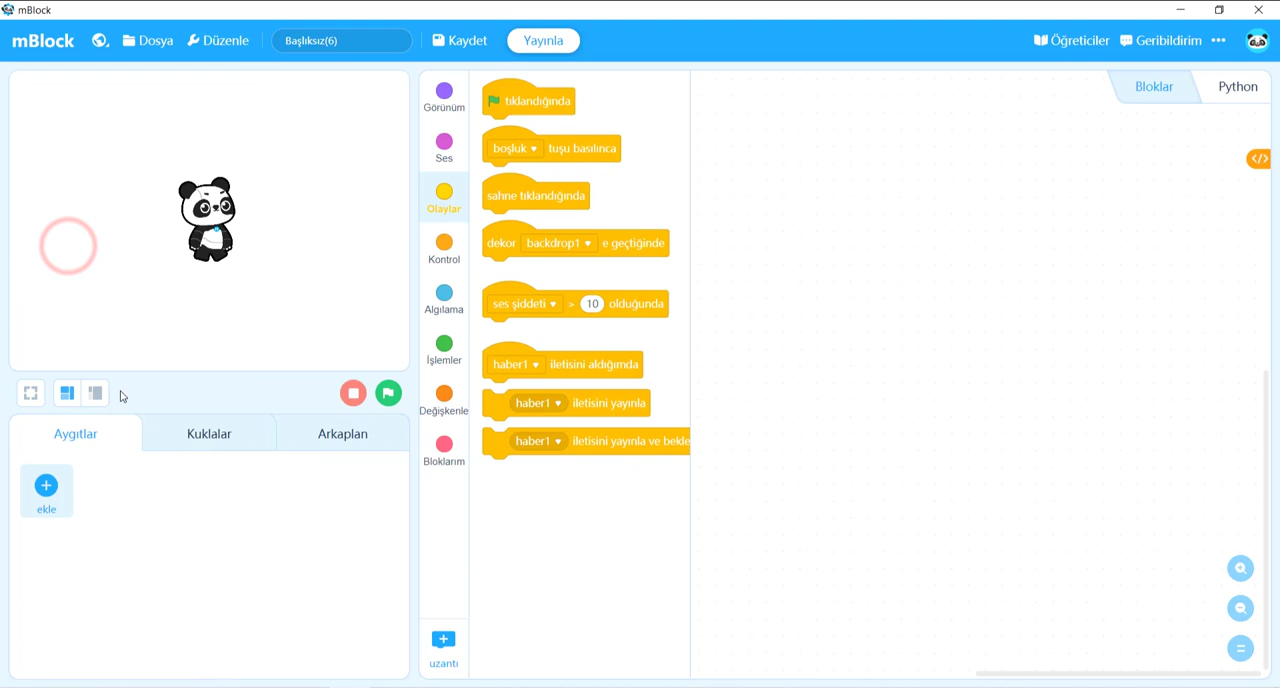 mBlock
mBlock
Dosya
Düzenle
Başlıksız(6)
Kaydet
Yayınla
Öğreticiler
Geribildirim
Görünüm
Ses
Olaylar
Kontrol
Algılama
İşlemler
Değişkenle
Bloklarım
uzantı
tıklandığında
boşluk tuşu basılınca
sahne tıklandığında
dekor backdrop1 e geçtiğinde
ses şiddeti > 10 olduğunda
haber1 iletisini aldığımda
haber1 iletisini yayınla
haber1 iletisini yayınla ve bekle
Bloklar
Python
</>
Aygıtlar
Kuklalar
Arkaplan
ekle